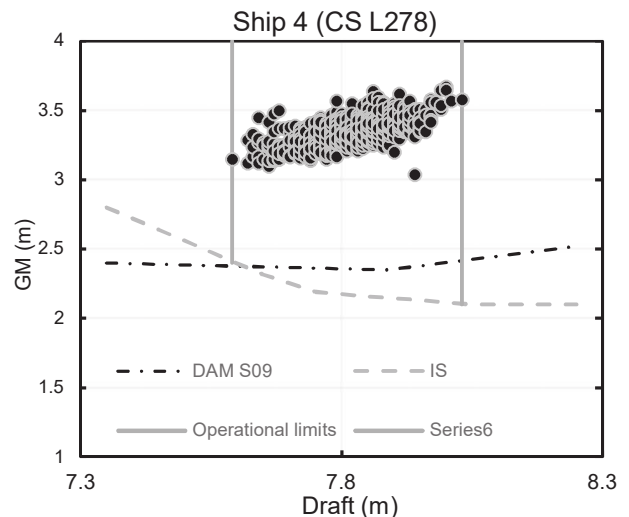 Ship 4 (CS L278)
4
3.5
3
2.5
2
1.5
1
GM (m)
DAM S09
IS
Operational limits
Series6
7.3
7.8
8.3
Draft (m)